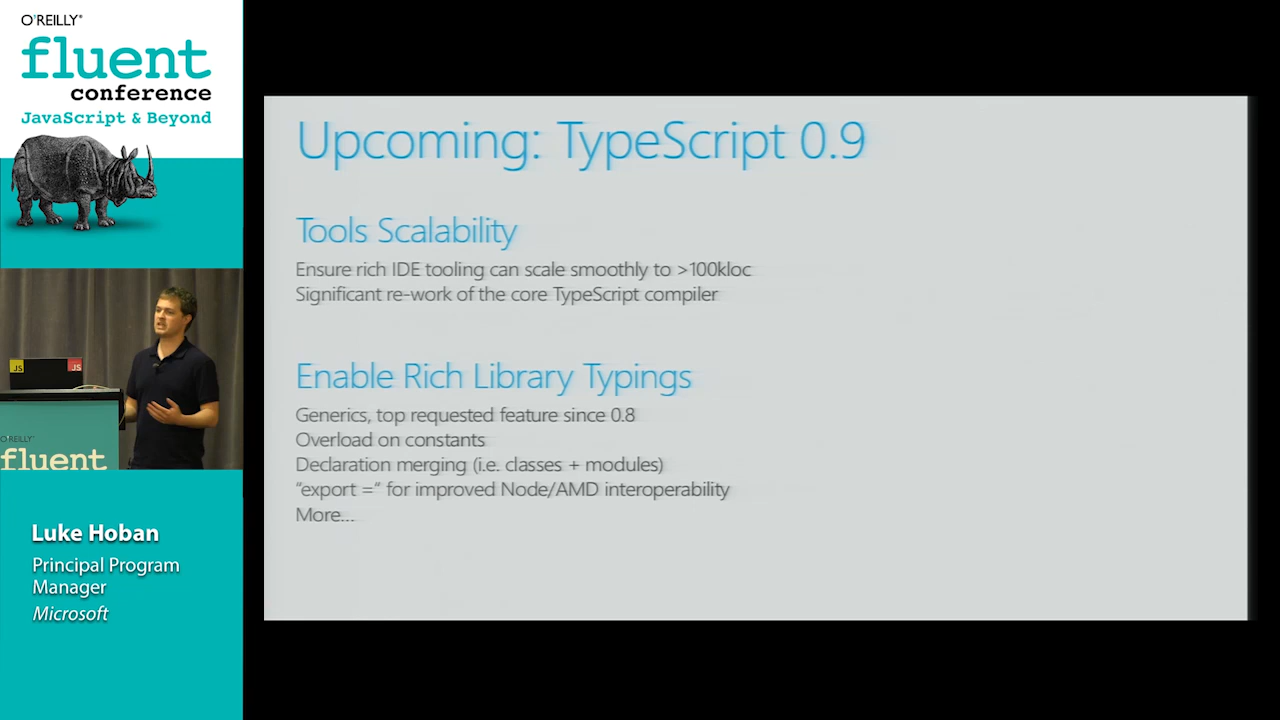 O'REILLY®
fluent
conference
JavaScript & Beyond
JS
JS
O'REILLY®
fluent
Luke Hoban
Principal Program
Manager
Microsoft
Upcoming: TypeScript 0.9
Tools Scalability
Ensure rich IDE tooling can scale smoothly to >100kloc
Significant re-work of the core TypeScript compiler
Enable Rich Library Typings
Generics, top requested feature since 0.8
Overload on constants
Declaration merging (i.e. classes + modules)
“export =” for improved Node/AMD interoperability
More...